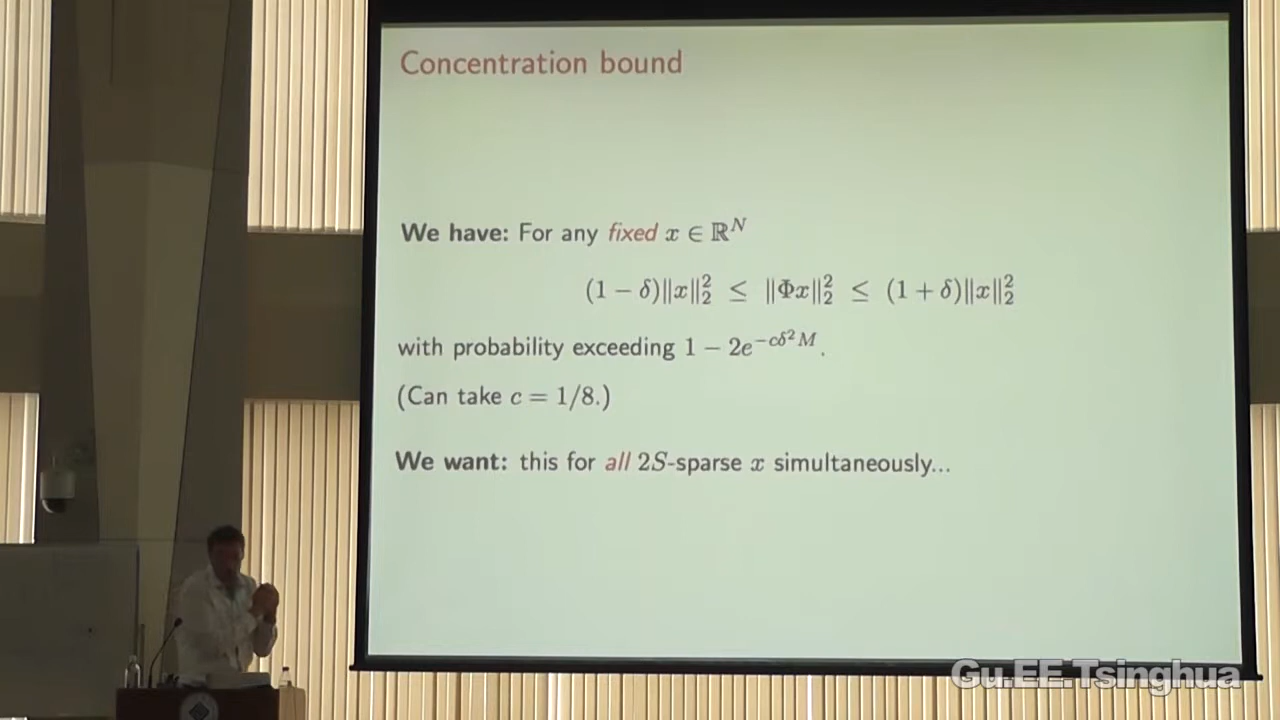 Concentration bound
We have: For any fixed x ∈ ℝ^N
(1 − δ)‖x‖₂² ≤ ‖Φx‖₂² ≤ (1 + δ)‖x‖₂²
with probability exceeding 1 − 2e^{−cδ²M}.
(Can take c = 1/8.)
We want: this for all 2S-sparse x simultaneously...
Gu.EE.Tsinghua